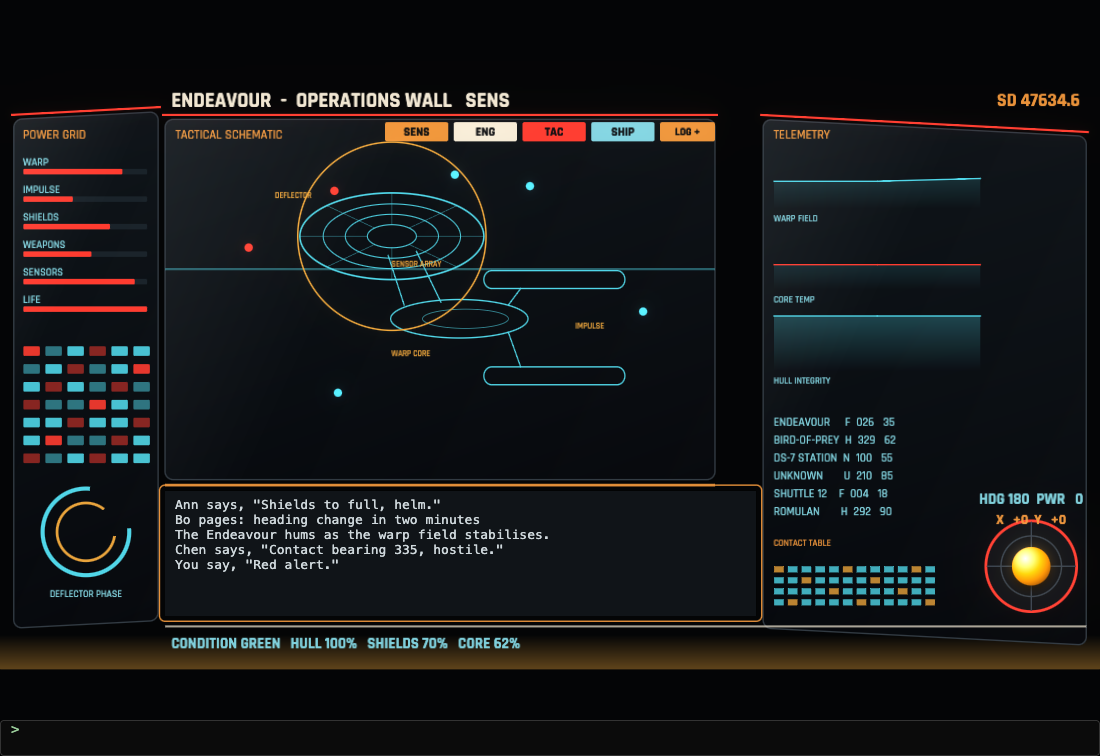 ENDEAVOUR - OPERATIONS WALL SENS
SD 47634.6
POWER GRID
WARP
IMPULSE
SHIELDS
WEAPONS
SENSORS
LIFE
DEFLECTOR PHASE
TACTICAL SCHEMATIC
SENS ENG TAC SHIP LOG +
DEFLECTOR
SENSOR ARRAY
IMPULSE
WARP CORE
Ann says, "Shields to full, helm."
Bo pages: heading change in two minutes
The Endeavour hums as the warp field stabilises.
Chen says, "Contact bearing 335, hostile."
You say, "Red alert."
CONDITION GREEN HULL 100% SHIELDS 70% CORE 62%
TELEMETRY
WARP FIELD
CORE TEMP
HULL INTEGRITY
ENDEAVOUR F 026 35
BIRD-OF-PREY H 329 62
DS-7 STATION N 100 55
UNKNOWN U 210 85
SHUTTLE 12 F 004 18
ROMULAN H 292 90
CONTACT TABLE
HDG 180 PWR 0
X +0 Y +0
>